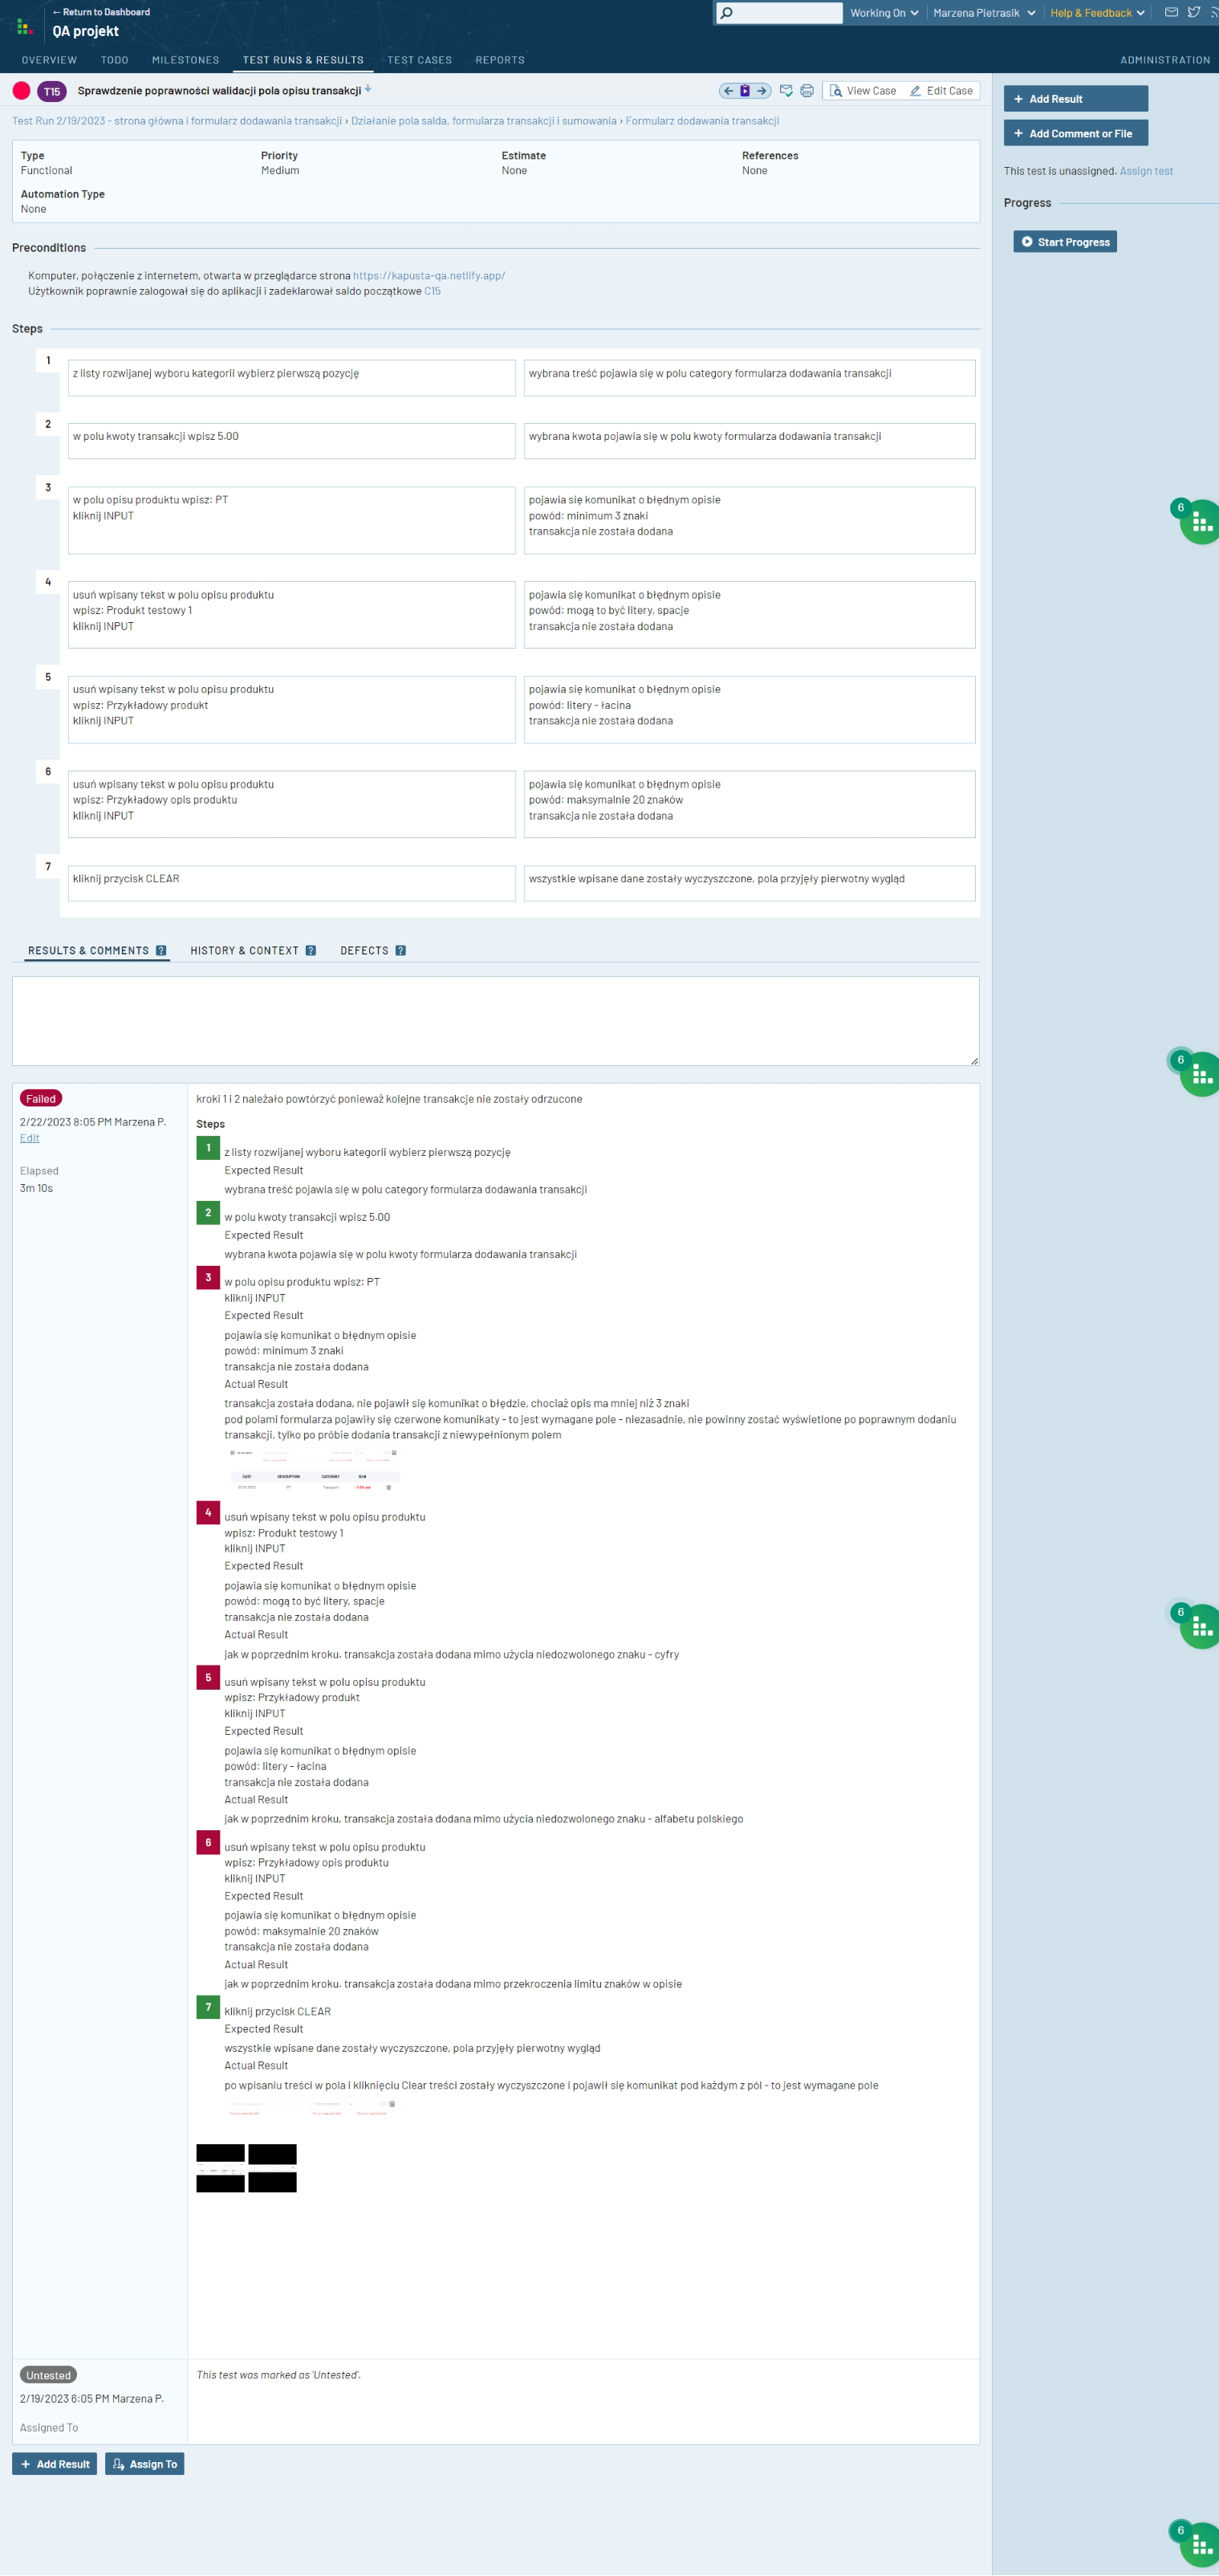 ← Return to Dashboard
QA projekt
Working On
Marzena Pietrasik
Help & Feedback
OVERVIEW TODO MILESTONES TEST RUNS & RESULTS TEST CASES REPORTS ADMINISTRATION
T15 Sprawdzenie poprawności walidacji pola opisu transakcji
View Case Edit Case
+ Add Result
+ Add Comment or File
This test is unassigned. Assign test
Progress
Start Progress
Test Run 2/19/2023 - strona główna i formularz dodawania transakcji › Działanie pola salda, formularza transakcji i sumowania › Formularz dodawania transakcji
Type Priority Estimate References
Functional Medium None None
Automation Type
None
Preconditions
Komputer, połączenie z internetem, otwarta w przeglądarce strona https://kapusta-qa.netlify.app/
Użytkownik poprawnie zalogował się do aplikacji i zadeklarował saldo początkowe C15
Steps
1
z listy rozwijanej wyboru kategorii wybierz pierwszą pozycję
wybrana treść pojawia się w polu category formularza dodawania transakcji
2
w polu kwoty transakcji wpisz 5.00
wybrana kwota pojawia się w polu kwoty formularza dodawania transakcji
3
w polu opisu produktu wpisz: PT
kliknij INPUT
pojawia się komunikat o błędnym opisie
powód: minimum 3 znaki
transakcja nie została dodana
4
usuń wpisany tekst w polu opisu produktu
wpisz: Produkt testowy 1
kliknij INPUT
pojawia się komunikat o błędnym opisie
powód: mogą to być litery, spacje
transakcja nie została dodana
5
usuń wpisany tekst w polu opisu produktu
wpisz: Przykładowy produkt
kliknij INPUT
pojawia się komunikat o błędnym opisie
powód: litery - łacina
transakcja nie została dodana
6
usuń wpisany tekst w polu opisu produktu
wpisz: Przykładowy opis produktu
kliknij INPUT
pojawia się komunikat o błędnym opisie
powód: maksymalnie 20 znaków
transakcja nie została dodana
7
kliknij przycisk CLEAR
wszystkie wpisane dane zostały wyczyszczone, pola przyjęły pierwotny wygląd
RESULTS & COMMENTS ? HISTORY & CONTEXT ? DEFECTS ?
Failed
2/22/2023 8:05 PM Marzena P.
Edit
Elapsed
3m 10s
kroki 1 i 2 należało powtórzyć ponieważ kolejne transakcje nie zostały odrzucone
Steps
1
z listy rozwijanej wyboru kategorii wybierz pierwszą pozycję
Expected Result
wybrana treść pojawia się w polu category formularza dodawania transakcji
2
w polu kwoty transakcji wpisz 5.00
Expected Result
wybrana kwota pojawia się w polu kwoty formularza dodawania transakcji
3
w polu opisu produktu wpisz: PT
kliknij INPUT
Expected Result
pojawia się komunikat o błędnym opisie
powód: minimum 3 znaki
transakcja nie została dodana
Actual Result
transakcja została dodana, nie pojawił się komunikat o błędzie, chociaż opis ma mniej niż 3 znaki
pod polami formularza pojawiły się czerwone komunikaty - to jest wymagane pole - niezasadnie, nie powinny zostać wyświetlone po poprawnym dodaniu
transakcji, tylko po próbie dodania transakcji z niewypełnionym polem
DATE DESCRIPTION CATEGORY SUM
PT Transport
4
usuń wpisany tekst w polu opisu produktu
wpisz: Produkt testowy 1
kliknij INPUT
Expected Result
pojawia się komunikat o błędnym opisie
powód: mogą to być litery, spacje
transakcja nie została dodana
Actual Result
jak w poprzednim kroku. transakcja została dodana mimo użycia niedozwolonego znaku - cyfry
5
usuń wpisany tekst w polu opisu produktu
wpisz: Przykładowy produkt
kliknij INPUT
Expected Result
pojawia się komunikat o błędnym opisie
powód: litery - łacina
transakcja nie została dodana
Actual Result
jak w poprzednim kroku, transakcja została dodana mimo użycia niedozwolonego znaku - alfabetu polskiego
6
usuń wpisany tekst w polu opisu produktu
wpisz: Przykładowy opis produktu
kliknij INPUT
Expected Result
pojawia się komunikat o błędnym opisie
powód: maksymalnie 20 znaków
transakcja nie została dodana
Actual Result
jak w poprzednim kroku. transakcja została dodana mimo przekroczenia limitu znaków w opisie
7
kliknij przycisk CLEAR
Expected Result
wszystkie wpisane dane zostały wyczyszczone, pola przyjęły pierwotny wygląd
Actual Result
po wpisaniu treści w pola i kliknięciu Clear treści zostały wyczyszczone i pojawił się komunikat pod każdym z pól - to jest wymagane pole
Untested
2/19/2023 6:05 PM Marzena P.
Assigned To
This test was marked as 'Untested'.
+ Add Result
Assign To
6
6
6
6